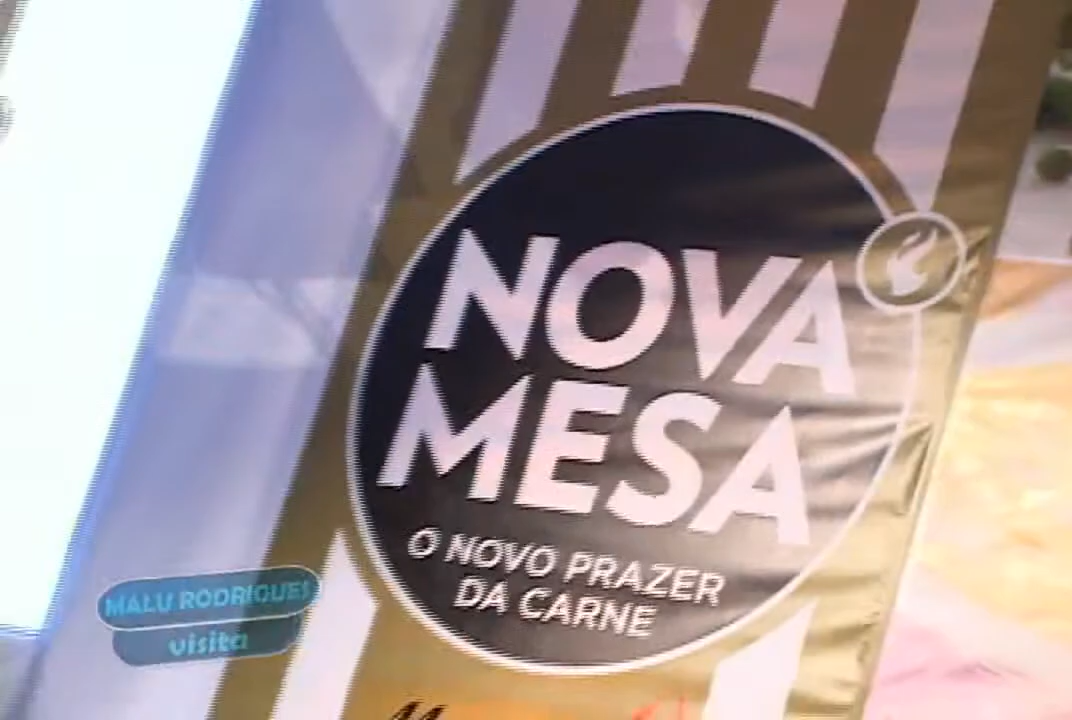 NOVA
MESA
O NOVO PRAZER
DA CARNE
MALU RODRIGUES
visita